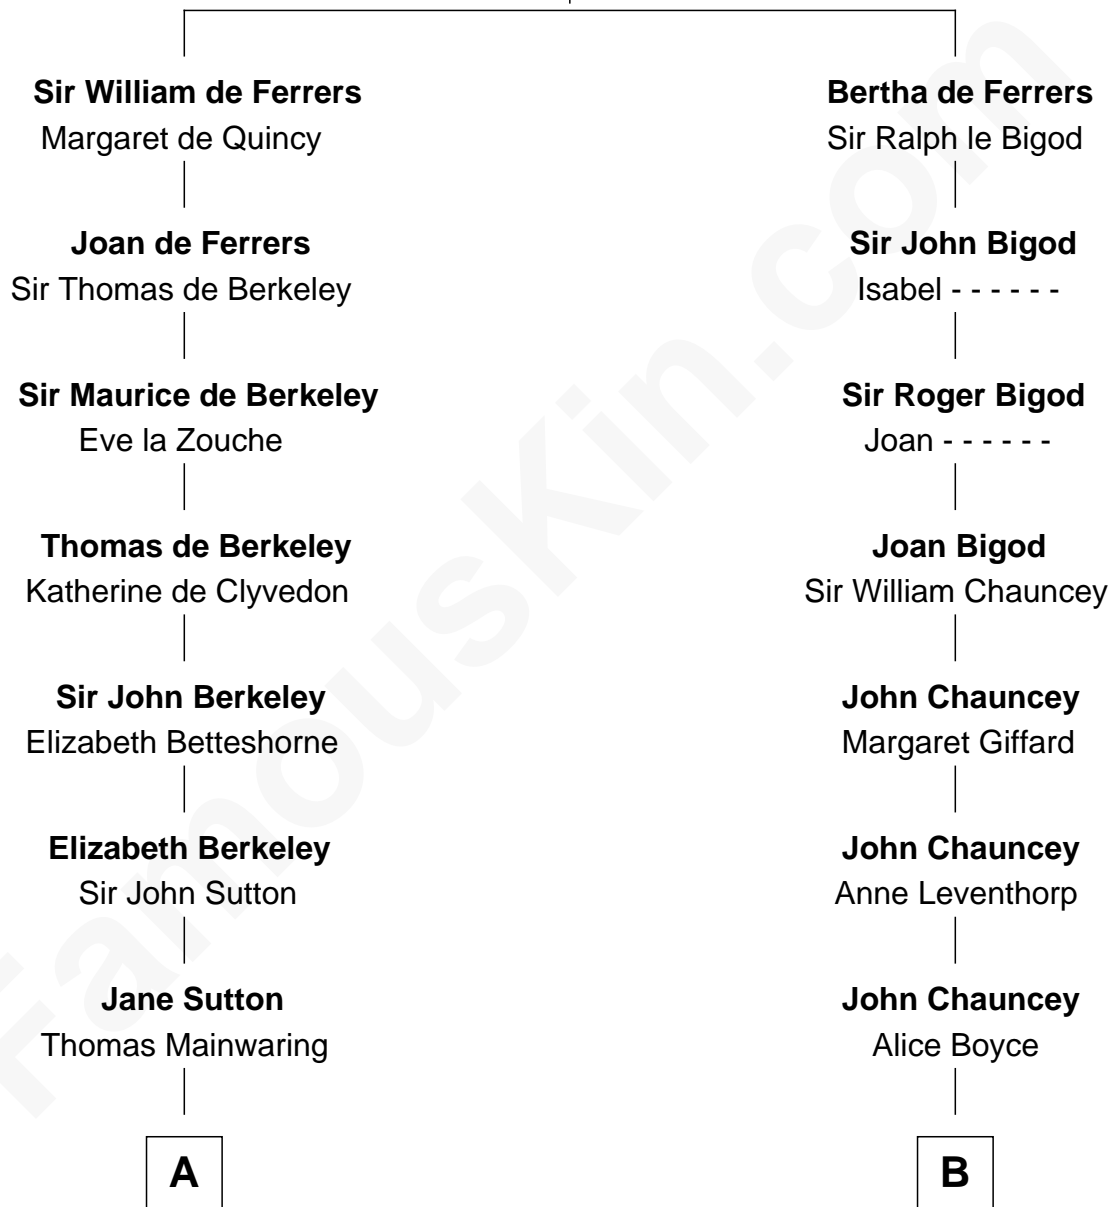 Sir William de Ferrers
Margaret de Quincy
Joan de Ferrers
Sir Thomas de Berkeley
Sir Maurice de Berkeley
Eve la Zouche
Thomas de Berkeley
Katherine de Clyvedon
Sir John Berkeley
Elizabeth Betteshorne
Elizabeth Berkeley
Sir John Sutton
Jane Sutton
Thomas Mainwaring
A
Bertha de Ferrers
Sir Ralph le Bigod
Sir John Bigod
Isabel - - - - - -
Sir Roger Bigod
Joan - - - - - -
Joan Bigod
Sir William Chauncey
John Chauncey
Margaret Giffard
John Chauncey
Anne Leventhorp
John Chauncey
Alice Boyce
B
FamousKin.com